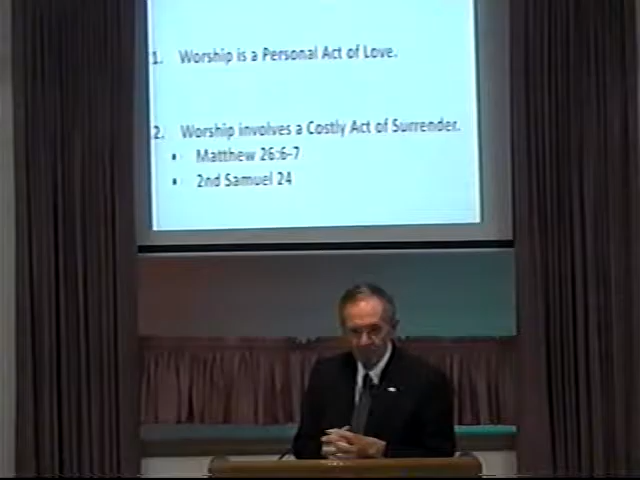 1. Worship is a Personal Act of Love.
2. Worship involves a Costly Act of Surrender.
• Matthew 26:6-7
• 2nd Samuel 24